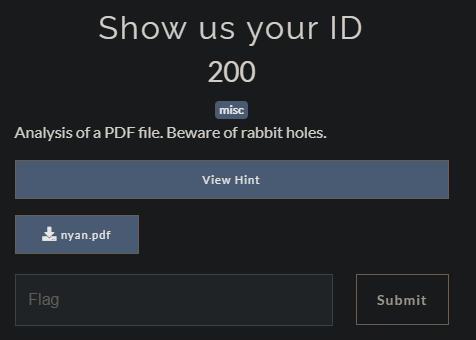 Show us your ID
200
misc
Analysis of a PDF file. Beware of rabbit holes.
View Hint
nyan.pdf
Flag
Submit